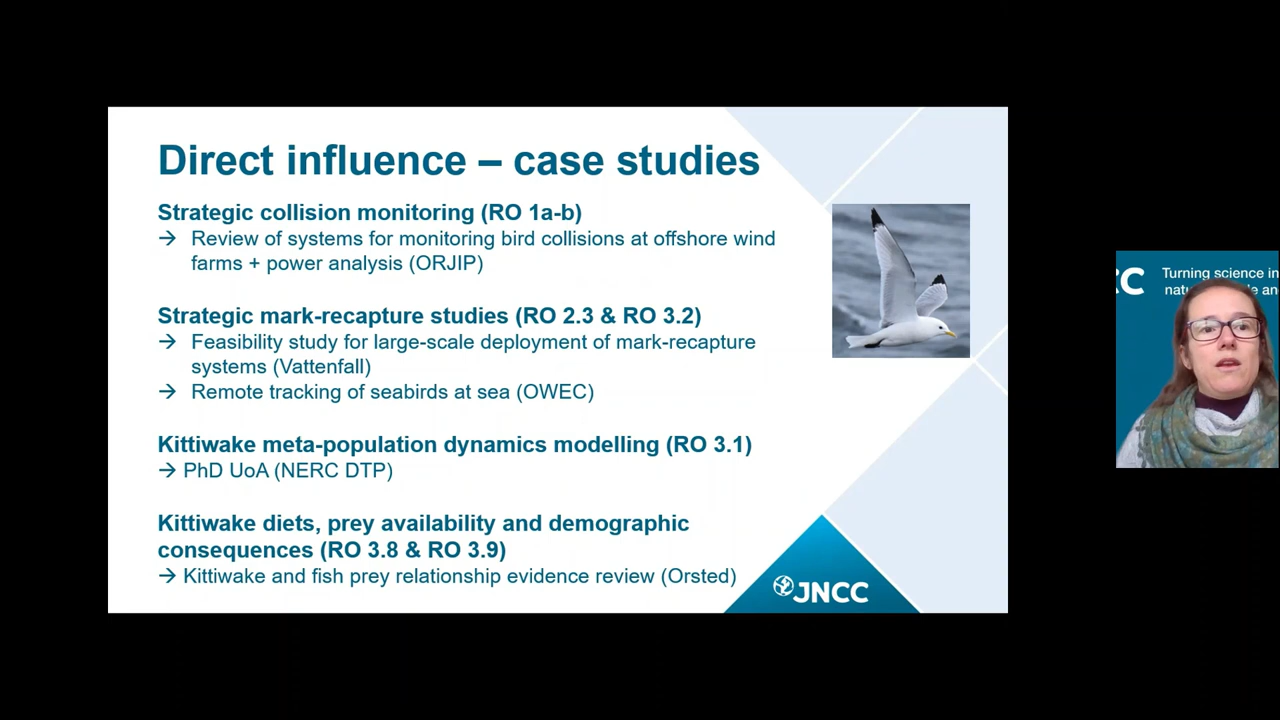 Direct influence – case studies
Strategic collision monitoring (RO 1a-b)
→ Review of systems for monitoring bird collisions at offshore wind
farms + power analysis (ORJIP)
Strategic mark-recapture studies (RO 2.3 & RO 3.2)
→ Feasibility study for large-scale deployment of mark-recapture
systems (Vattenfall)
→ Remote tracking of seabirds at sea (OWEC)
Kittiwake meta-population dynamics modelling (RO 3.1)
→ PhD UoA (NERC DTP)
Kittiwake diets, prey availability and demographic
consequences (RO 3.8 & RO 3.9)
→ Kittiwake and fish prey relationship evidence review (Orsted)
JNCC
CC
Turning science in